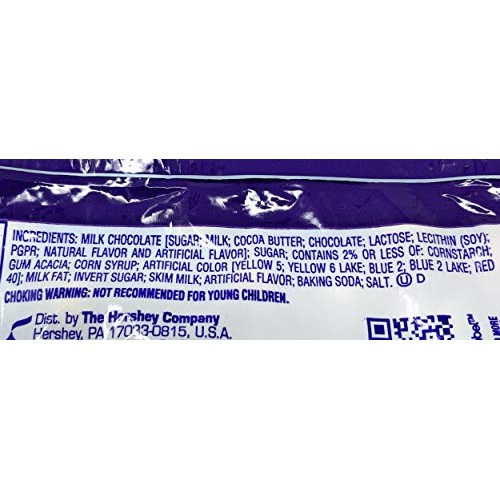 INGREDIENTS: MILK CHOCOLATE [SUGAR; MILK; COCOA BUTTER; CHOCOLATE; LACTOSE; LECITHIN (SOY);
PGPR; NATURAL FLAVOR AND ARTIFICIAL FLAVOR]; SUGAR; CONTAINS 2% OR LESS OF: CORNSTARCH;
GUM ACACIA; CORN SYRUP; ARTIFICIAL COLOR [YELLOW 5; YELLOW 6 LAKE; BLUE 2; BLUE 2 LAKE; RED
40]; MILK FAT; INVERT SUGAR; SKIM MILK; ARTIFICIAL FLAVOR; BAKING SODA; SALT. Ⓤ D
CHOKING WARNING: NOT RECOMMENDED FOR YOUNG CHILDREN.
Dist. by The Hershey Company
Hershey, PA 17033-0815, U.S.A.
MORE